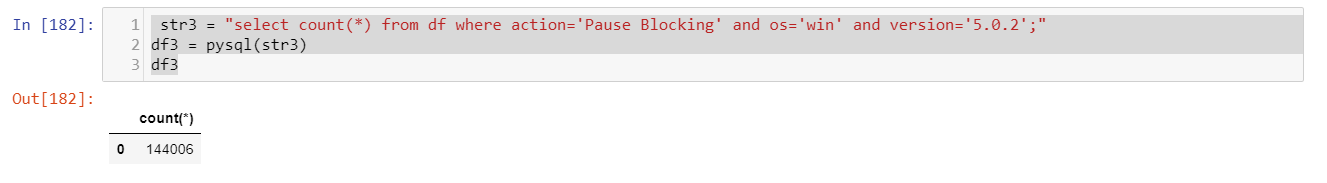 In [182]:
1 str3 = "select count(*) from df where action='Pause Blocking' and os='win' and version='5.0.2';"
2 df3 = pysql(str3)
3 df3
Out[182]:
count(*)
0 144006